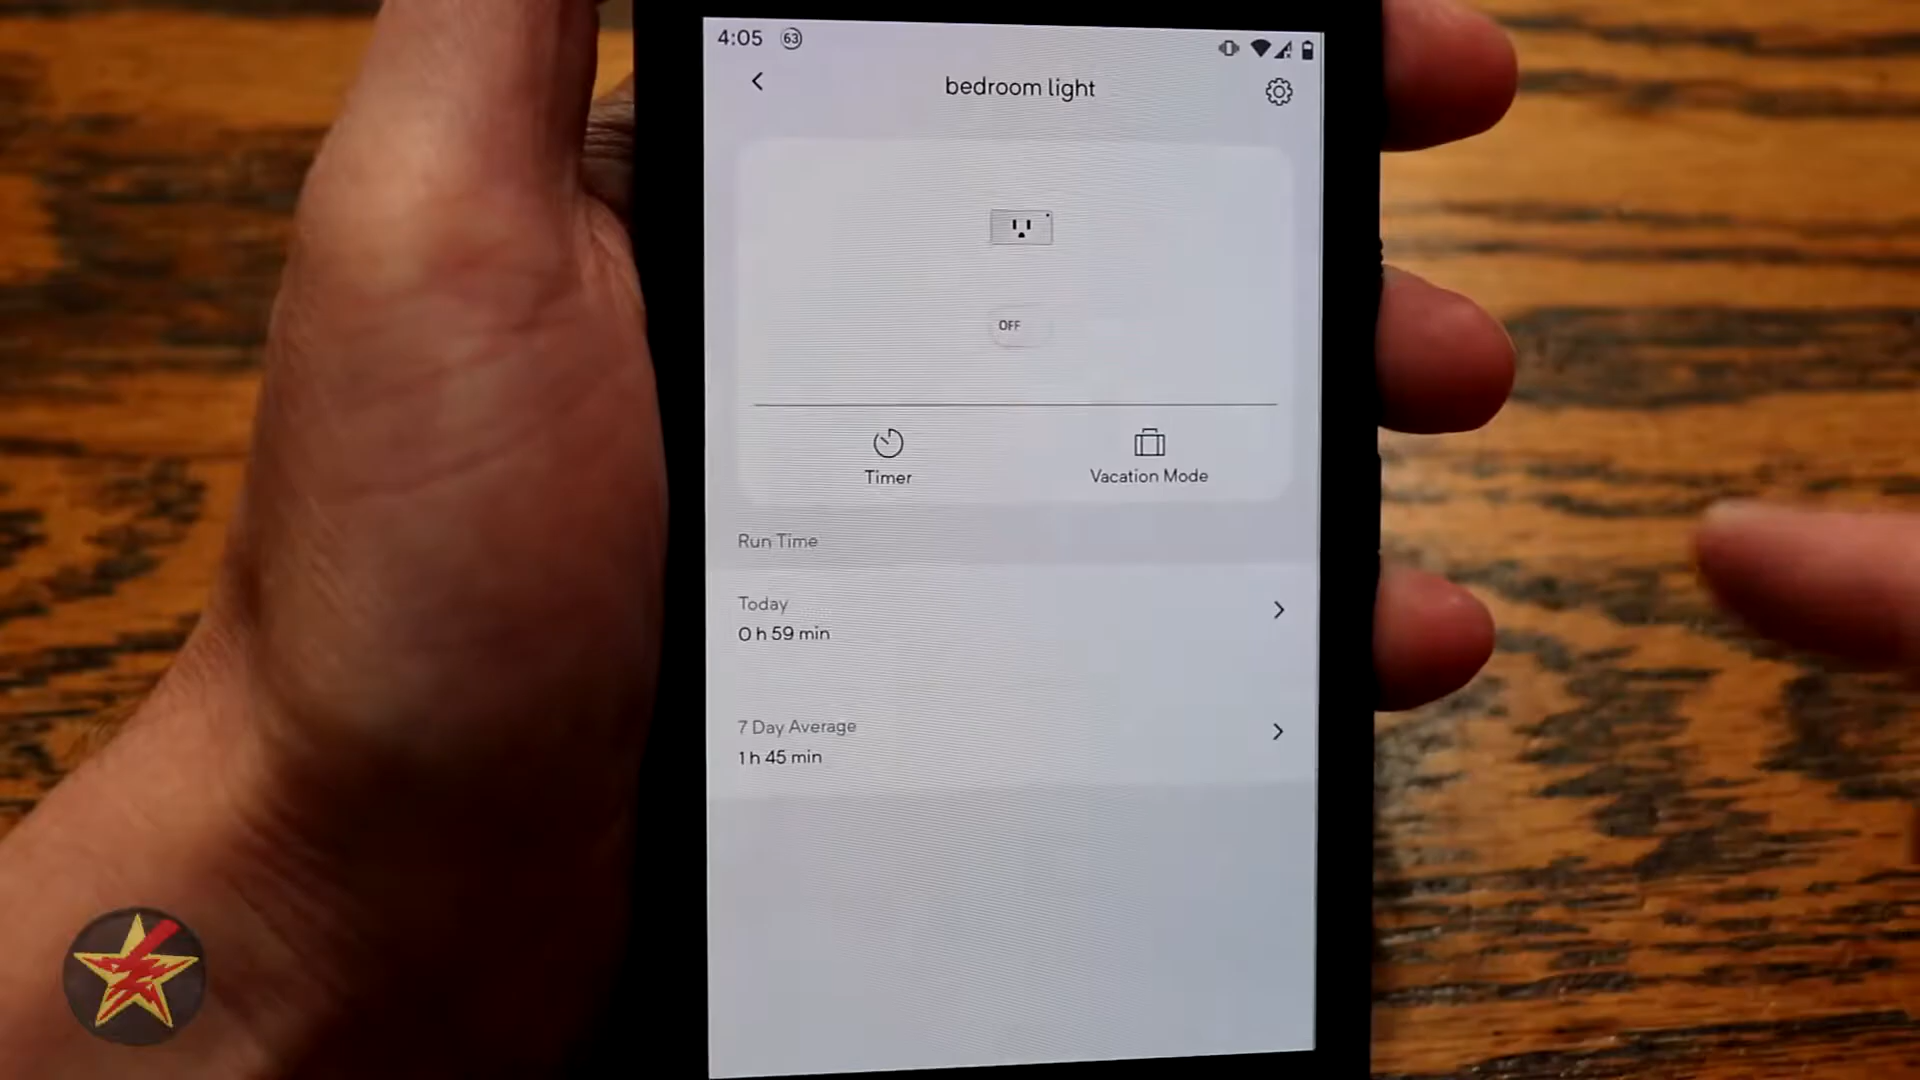 4:05 63
bedroom light
OFF
Timer
Vacation Mode
Run Time
Today
0 h 59 min
7 Day Average
1 h 45 min